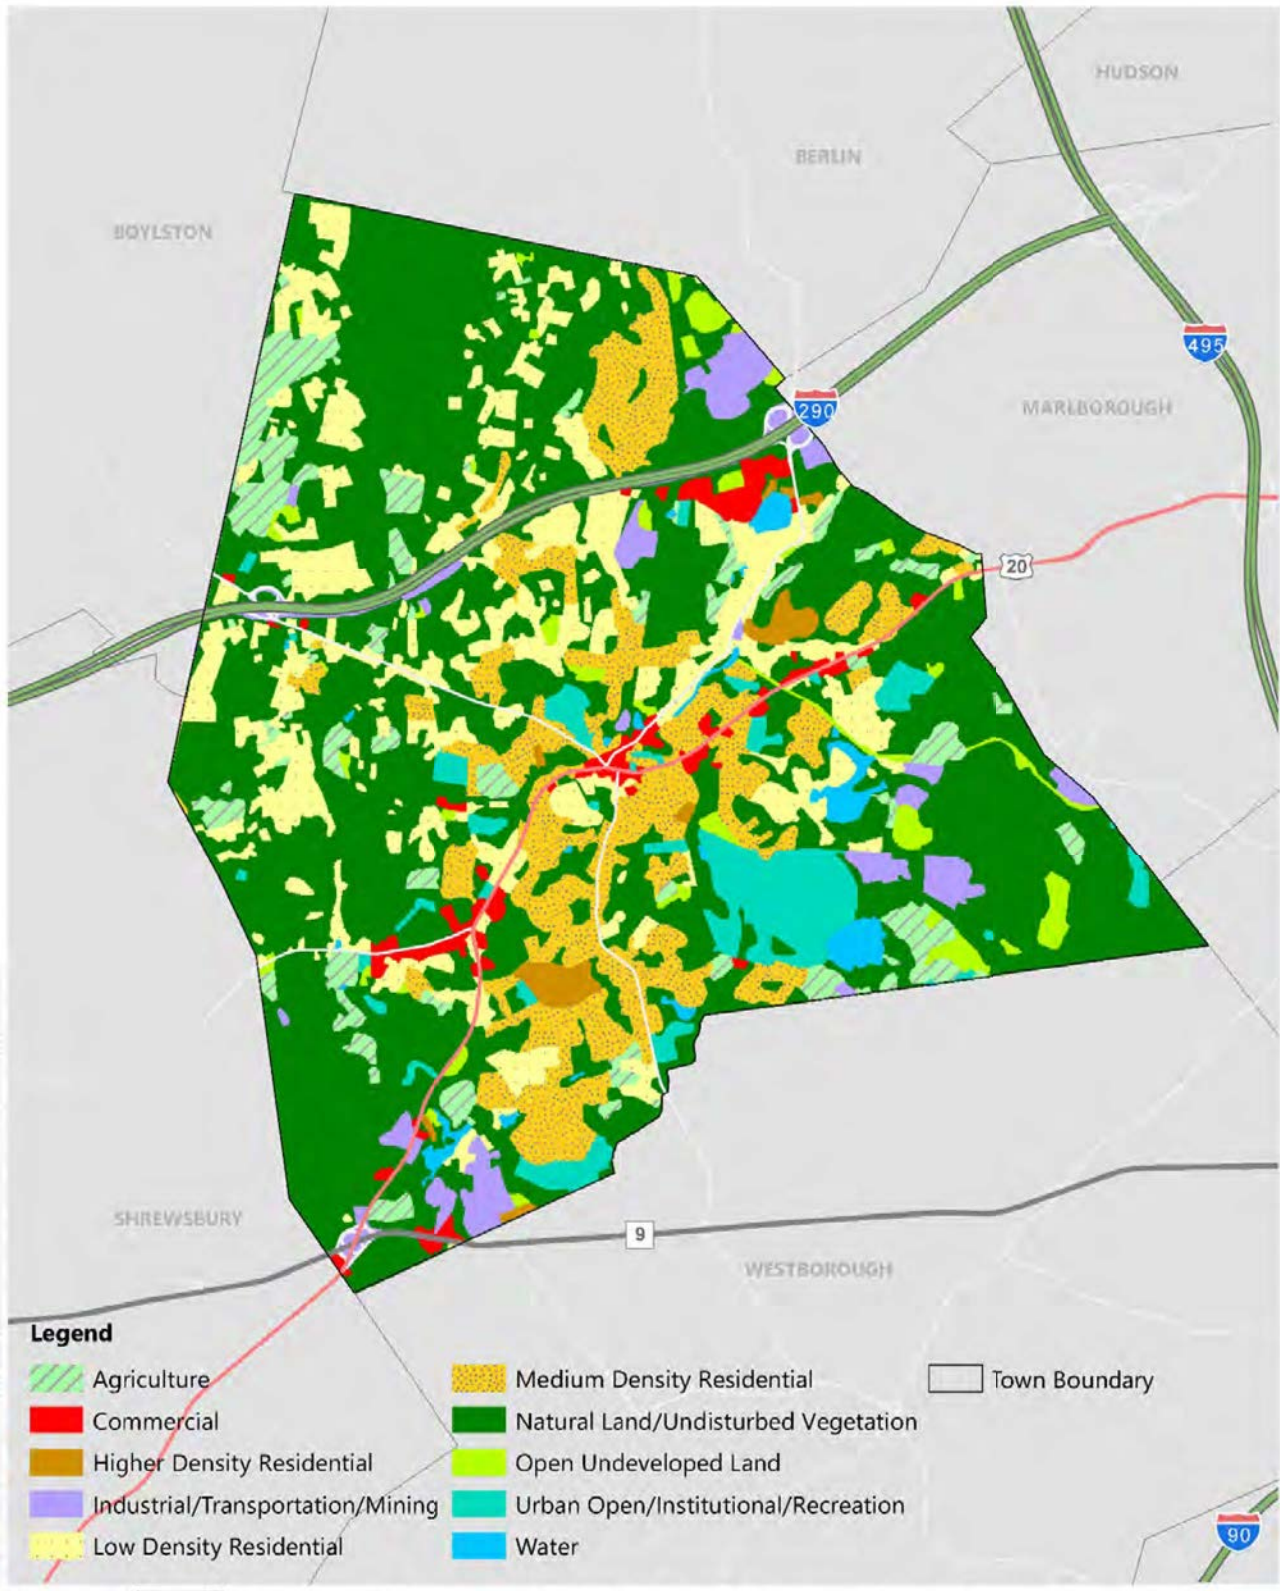 HUDSON
BERLIN
BOYLSTON
495
290
MARLBOROUGH
20
SHREWSBURY
9
WESTBOROUGH
Legend
Agriculture
Commercial
Higher Density Residential
Industrial/Transportation/Mining
Low Density Residential
Medium Density Residential
Natural Land/Undisturbed Vegetation
Open Undeveloped Land
Urban Open/Institutional/Recreation
Water
Town Boundary
90